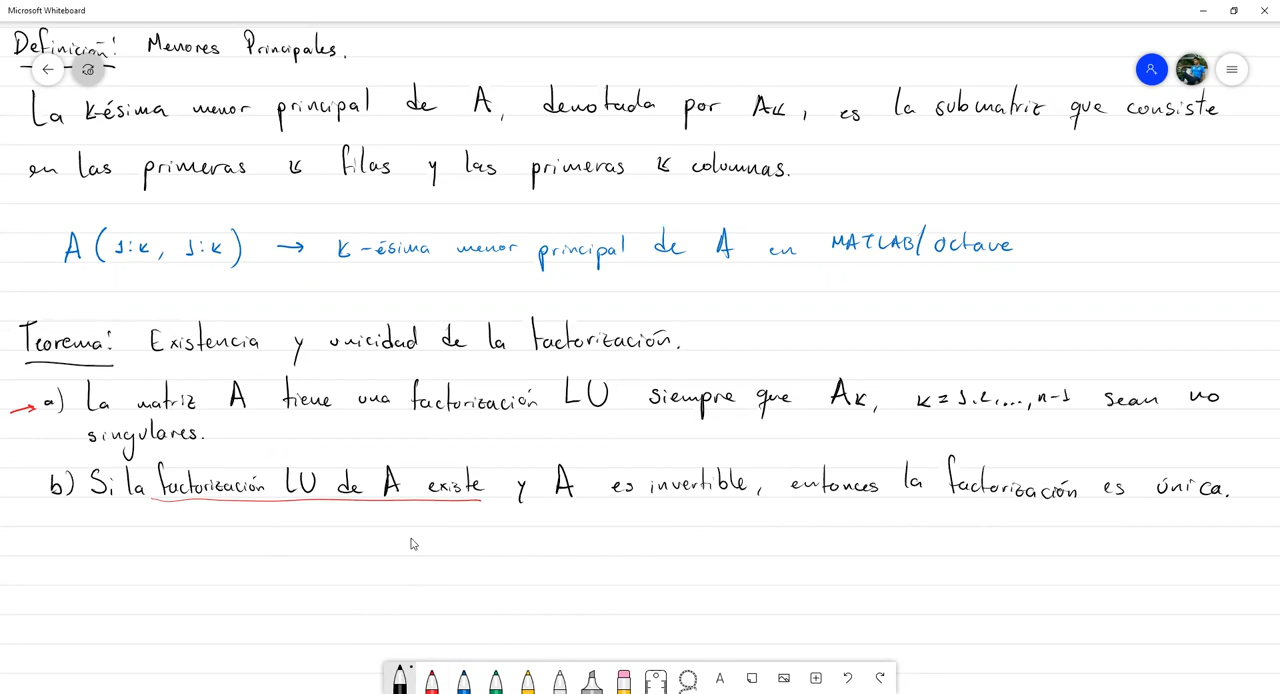 Microsoft Whiteboard
Definición: Menores Principales.
La k-ésima menor principal de A, denotada por Ak, es la submatriz que consiste
en las primeras k filas y las primeras k columnas.
A(1:k, 1:k) → k-ésima menor principal de A en MATLAB/octave
Teorema: Existencia y unicidad de la factorización.
→ a) La matriz A tiene una factorización LU siempre que Ak, k=1,2,...,n-1 sean no
singulares.
b) Si la factorización LU de A existe y A es invertible, entonces la factorización es única.
A